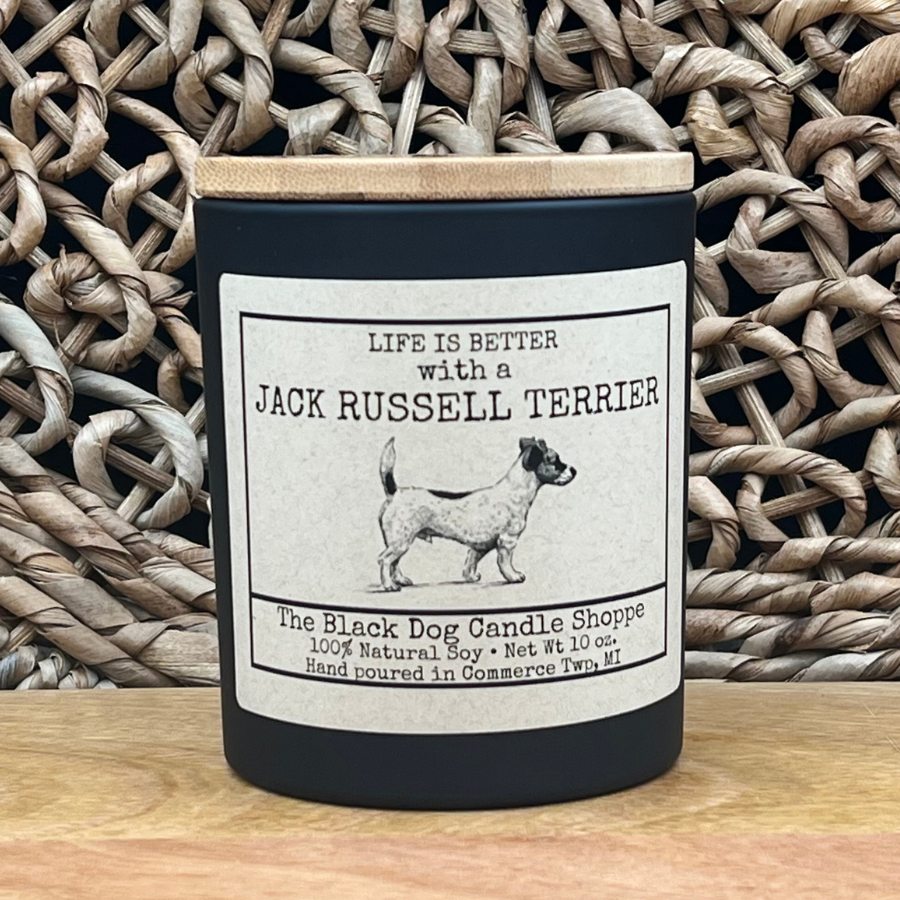 LIFE IS BETTER
with a
JACK RUSSELL TERRIER
The Black Dog Candle Shoppe
100% Natural Soy • Net Wt 10 oz.
Hand poured in Commerce Twp, MI